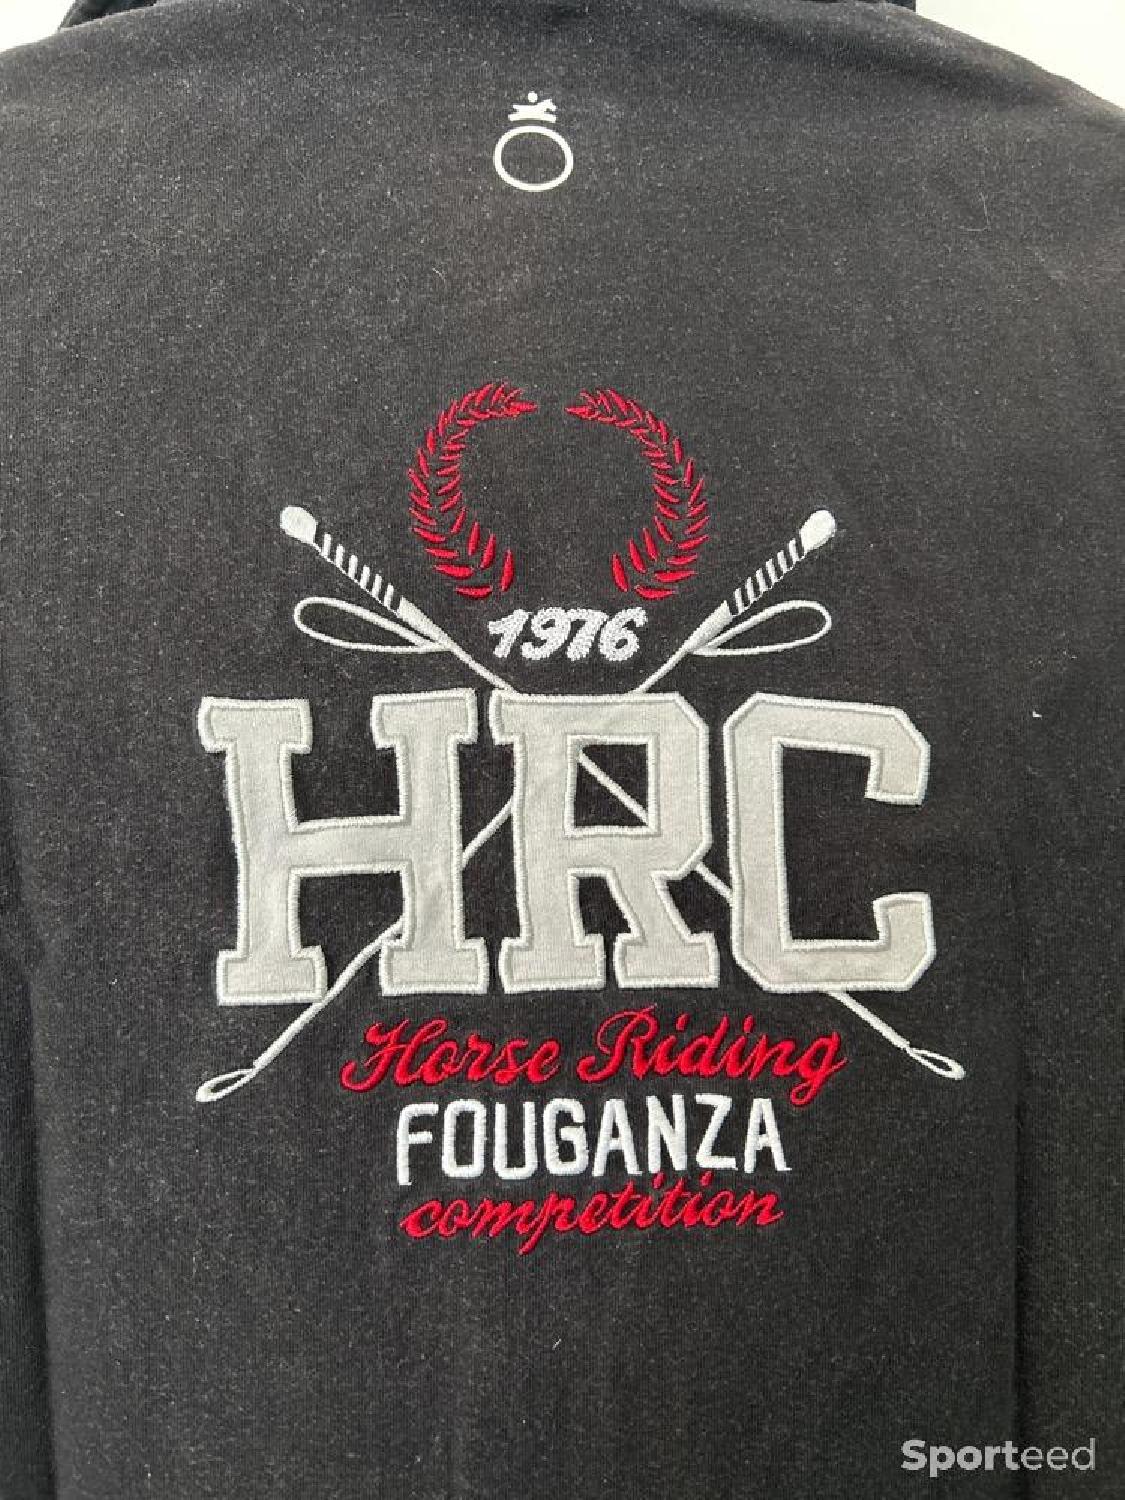 1976
HRC
Horse Riding
FOUGANZA
competition
Sporteed